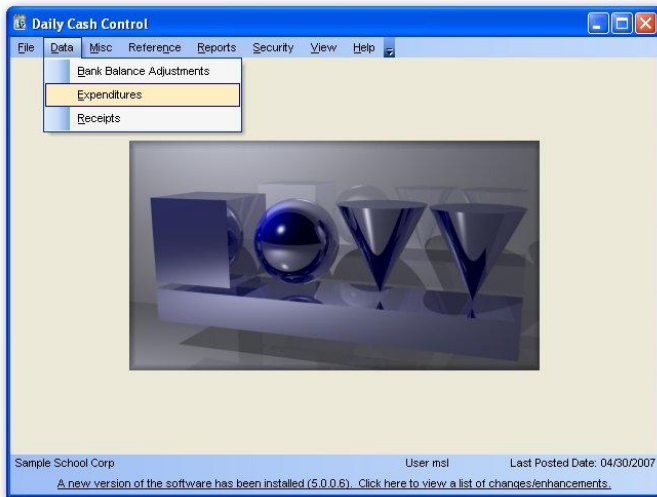 Daily Cash Control
File Data Misc Reference Reports Security View Help
Bank Balance Adjustments
Expenditures
Receipts
Sample School Corp User msl Last Posted Date: 04/30/2007
A new version of the software has been installed (5.0.0.6). Click here to view a list of changes/enhancements.